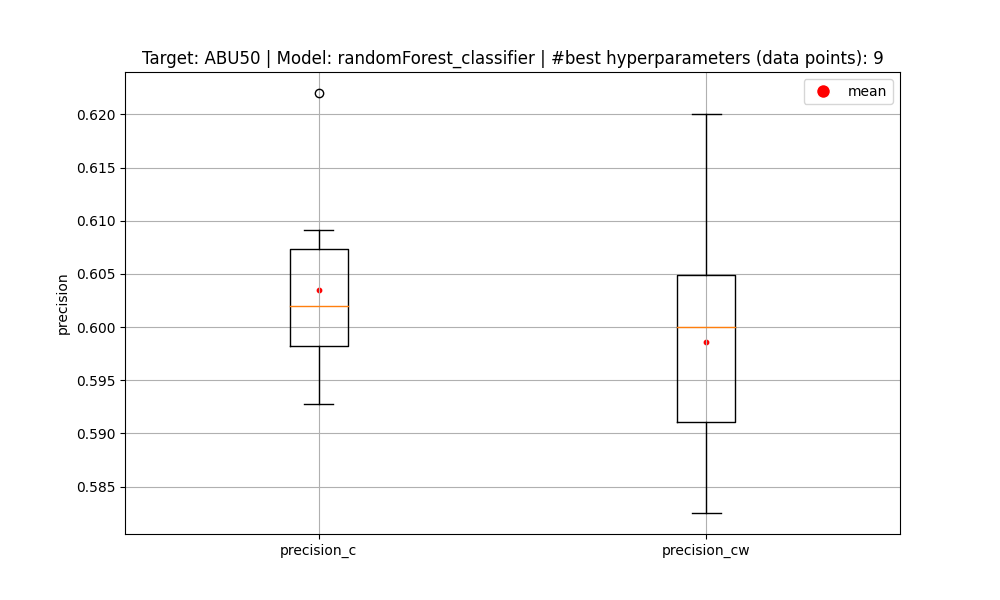 Target: ABU50 | Model: randomForest_classifier | #best hyperparameters (data points): 9
mean
0.620
0.615
0.610
0.605
0.600
0.595
0.590
0.585
precision
precision_c
precision_cw